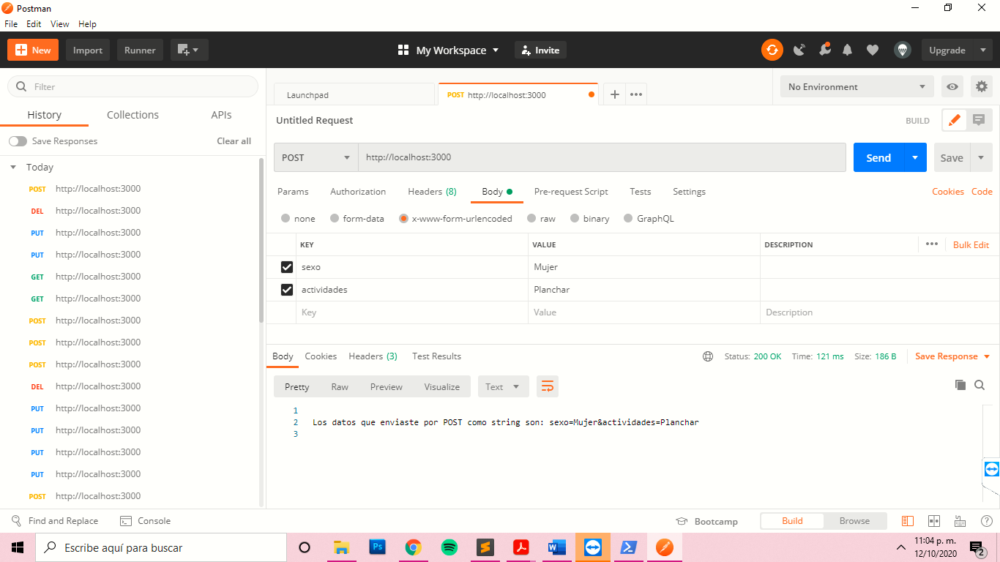 Postman
File Edit View Help
New Import Runner My Workspace Invite Upgrade
Filter
History Collections APIs
Save Responses Clear all
Today
POST http://localhost:3000
DEL http://localhost:3000
PUT http://localhost:3000
PUT http://localhost:3000
GET http://localhost:3000
GET http://localhost:3000
POST http://localhost:3000
POST http://localhost:3000
POST http://localhost:3000
DEL http://localhost:3000
PUT http://localhost:3000
PUT http://localhost:3000
PUT http://localhost:3000
PUT http://localhost:3000
POST http://localhost:3000
Launchpad POST http://localhost:3000 No Environment
Untitled Request BUILD
POST http://localhost:3000 Send Save
Params Authorization Headers (8) Body Pre-request Script Tests Settings Cookies Code
none form-data x-www-form-urlencoded raw binary GraphQL
KEY VALUE DESCRIPTION Bulk Edit
sexo Mujer
actividades Planchar
Key Value Description
Body Cookies Headers (3) Test Results Status: 200 OK Time: 121 ms Size: 186 B Save Response
Pretty Raw Preview Visualize Text
1
2 Los datos que enviaste por POST como string son: sexo=Mujer&actividades=Planchar
3
Find and Replace Console Bootcamp Build Browse
Escribe aquí para buscar
Ps
W
11:04 p. m.
12/10/2020
2